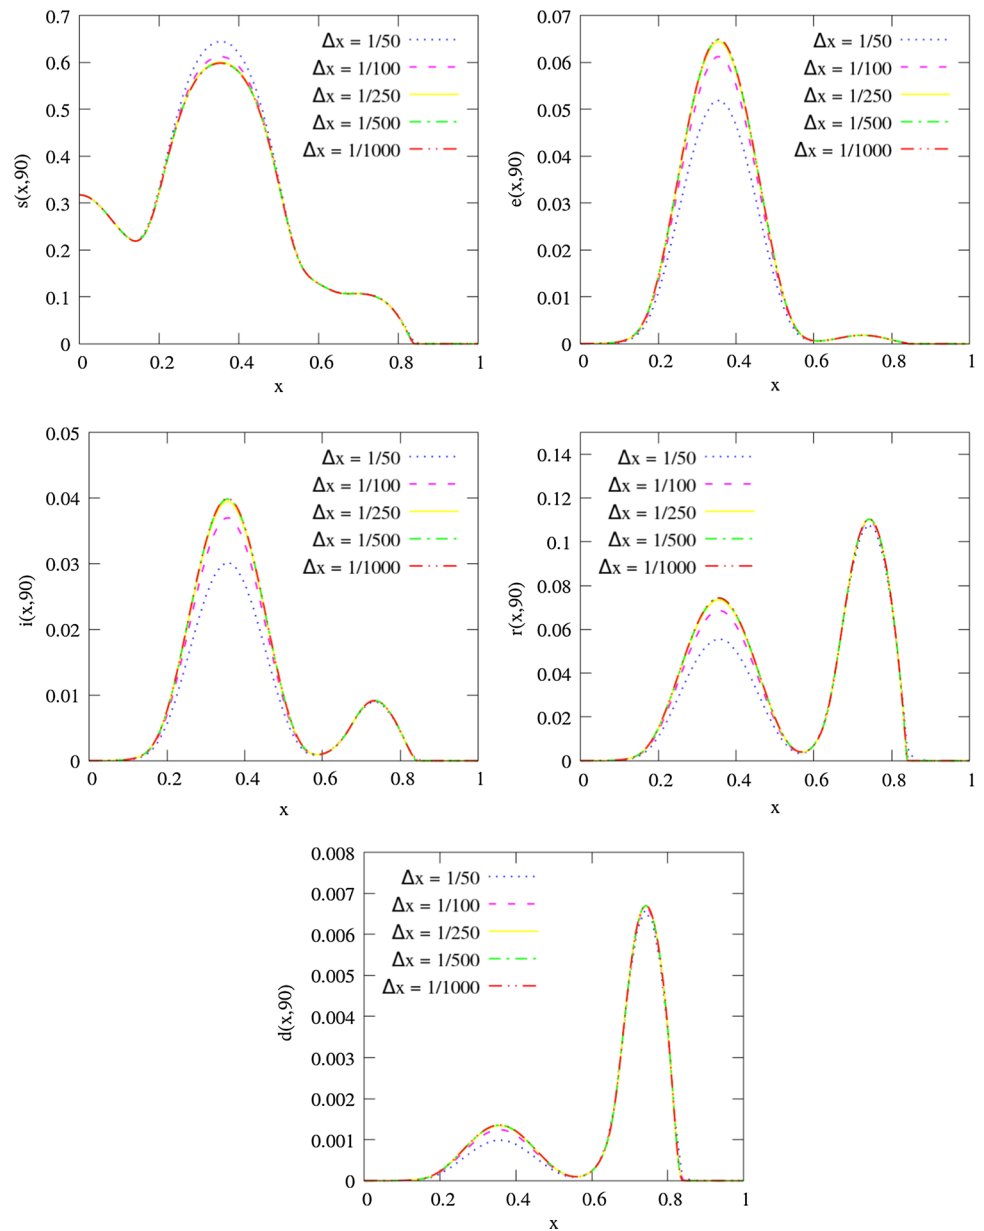 s(x,90)
0.7
0.6
0.5
0.4
0.3
0.2
0.1
0
0 0.2 0.4 0.6 0.8 1
x
Δx = 1/50
Δx = 1/100
Δx = 1/250
Δx = 1/500
Δx = 1/1000
e(x,90)
0.07
0.06
0.05
0.04
0.03
0.02
0.01
0
0 0.2 0.4 0.6 0.8 1
x
Δx = 1/50
Δx = 1/100
Δx = 1/250
Δx = 1/500
Δx = 1/1000
i(x,90)
0.05
0.04
0.03
0.02
0.01
0
0 0.2 0.4 0.6 0.8 1
x
Δx = 1/50
Δx = 1/100
Δx = 1/250
Δx = 1/500
Δx = 1/1000
r(x,90)
0.14
0.12
0.1
0.08
0.06
0.04
0.02
0
0 0.2 0.4 0.6 0.8 1
x
Δx = 1/50
Δx = 1/100
Δx = 1/250
Δx = 1/500
Δx = 1/1000
d(x,90)
0.008
0.007
0.006
0.005
0.004
0.003
0.002
0.001
0
0 0.2 0.4 0.6 0.8 1
x
Δx = 1/50
Δx = 1/100
Δx = 1/250
Δx = 1/500
Δx = 1/1000